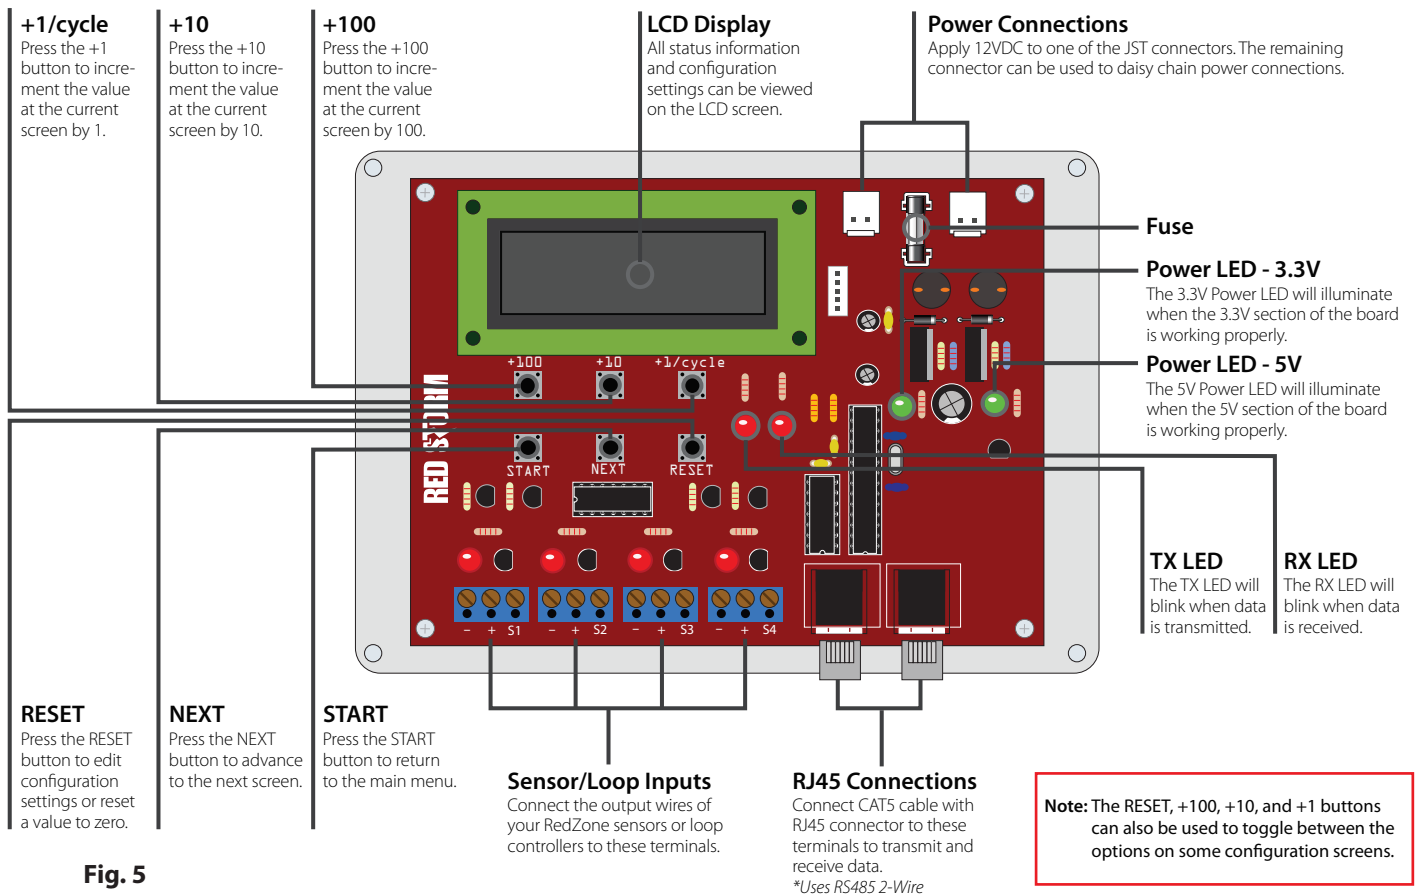 +1/cycle
Press the +1
button to incre-
ment the value
at the current
screen by 1.
+10
Press the +10
button to incre-
ment the value
at the current
screen by 10.
+100
Press the +100
button to incre-
ment the value
at the current
screen by 100.
LCD Display
All status information
and configuration
settings can be viewed
on the LCD screen.
Power Connections
Apply 12VDC to one of the JST connectors. The remaining
connector can be used to daisy chain power connections.
Fuse
Power LED - 3.3V
The 3.3V Power LED will illuminate
when the 3.3V section of the board
is working properly.
Power LED - 5V
The 5V Power LED will illuminate
when the 5V section of the board
is working properly.
+100 +10 +1/cycle
RED STORM
START NEXT RESET
TX LED
The TX LED will
blink when data
is transmitted.
RX LED
The RX LED will
blink when data
is received.
– + S1 – + S2 – + S3 – + S4
RESET
Press the RESET
button to edit
configuration
settings or reset
a value to zero.
NEXT
Press the NEXT
button to advance
to the next screen.
START
Press the START
button to return
to the main menu.
Sensor/Loop Inputs
Connect the output wires of
your RedZone sensors or loop
controllers to these terminals.
RJ45 Connections
Connect CAT5 cable with
RJ45 connector to these
terminals to transmit and
receive data.
*Uses RS485 2-Wire
Note: The RESET, +100, +10, and +1 buttons
can also be used to toggle between the
options on some configuration screens.
Fig. 5